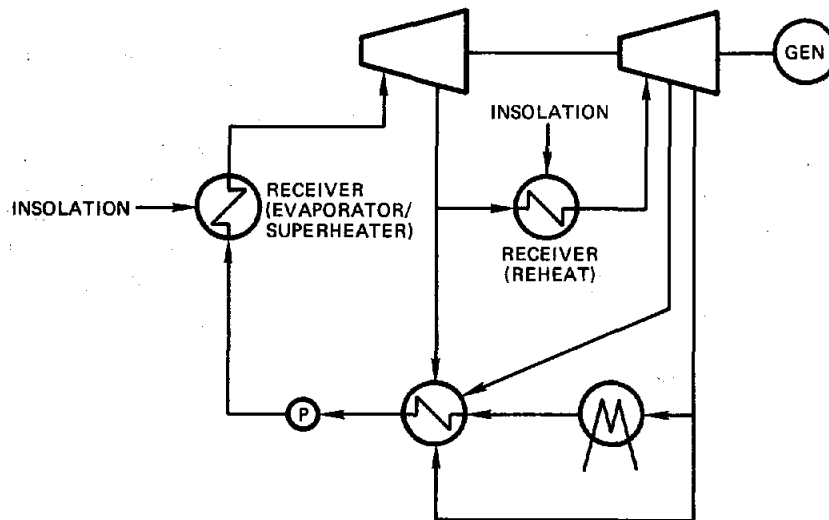 GEN
INSOLATION
RECEIVER
(EVAPORATOR/
SUPERHEATER)
INSOLATION
RECEIVER
(REHEAT)
P